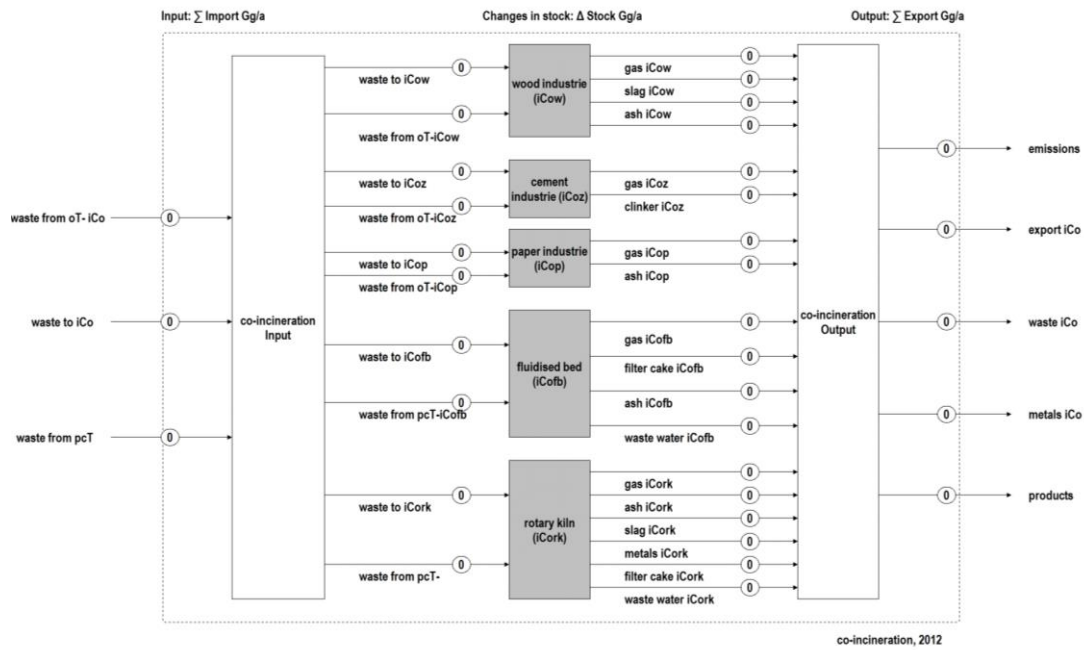 Input: ∑ Import Gg/a
Changes in stock: Δ Stock Gg/a
Output: ∑ Export Gg/a
waste from oT- iCo
0
waste to iCo
0
waste from pcT
0
co-incineration
Input
waste to iCow
0
waste from oT-iCow
0
waste to iCoz
0
waste from oT-iCoz
0
waste to iCop
0
waste from oT-iCop
0
waste to iCofb
0
waste from pcT-iCofb
0
waste to iCork
0
waste from pcT-
0
wood industrie
(iCow)
cement
industrie (iCoz)
paper industrie
(iCop)
fluidised bed
(iCofb)
rotary kiln
(iCork)
0
gas iCow
0
slag iCow
0
ash iCow
0
0
gas iCoz
0
clinker iCoz
0
gas iCop
0
ash iCop
0
gas iCofb
0
filter cake iCofb
0
ash iCofb
0
waste water iCofb
0
gas iCork
0
ash iCork
0
slag iCork
0
metals iCork
0
filter cake iCork
0
waste water iCork
co-incineration
Output
0
emissions
0
export iCo
0
waste iCo
0
metals iCo
0
products
co-incineration, 2012